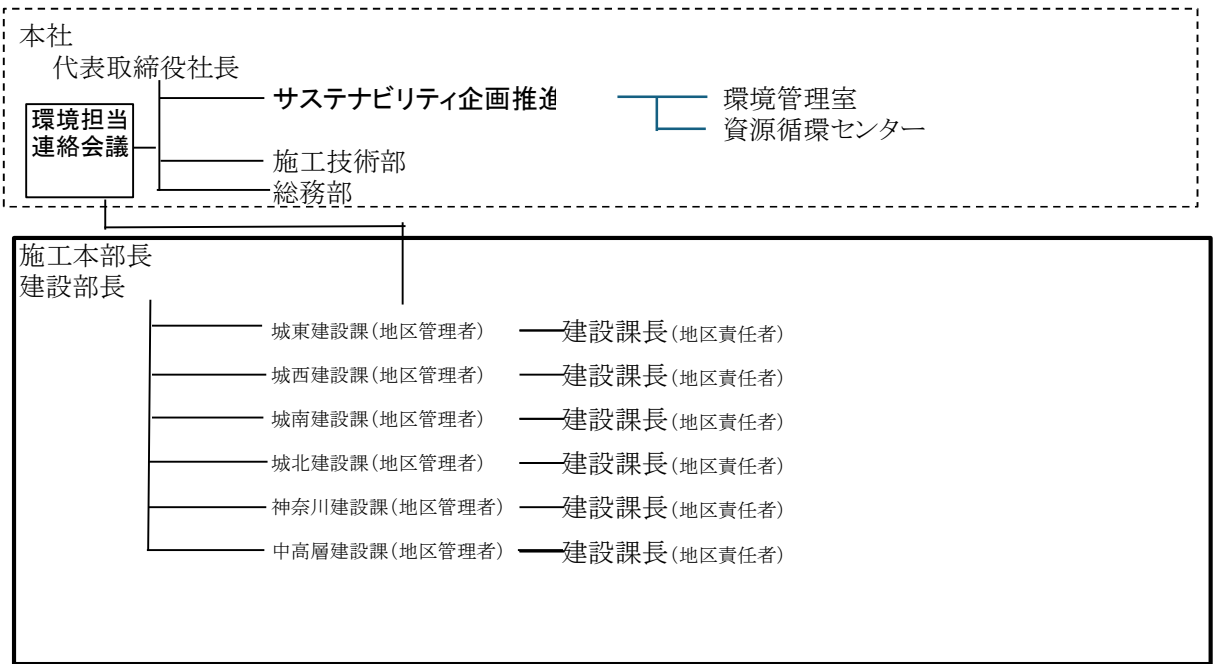 本社
代表取締役社長
サステナビリティ企画推進
環境管理室
資源循環センター
環境担当
連絡会議
施工技術部
総務部
施工本部長
建設部長
城東建設課(地区管理者) 建設課長(地区責任者)
城西建設課(地区管理者) 建設課長(地区責任者)
城南建設課(地区管理者) 建設課長(地区責任者)
城北建設課(地区管理者) 建設課長(地区責任者)
神奈川建設課(地区管理者) 建設課長(地区責任者)
中高層建設課(地区管理者) 建設課長(地区責任者)